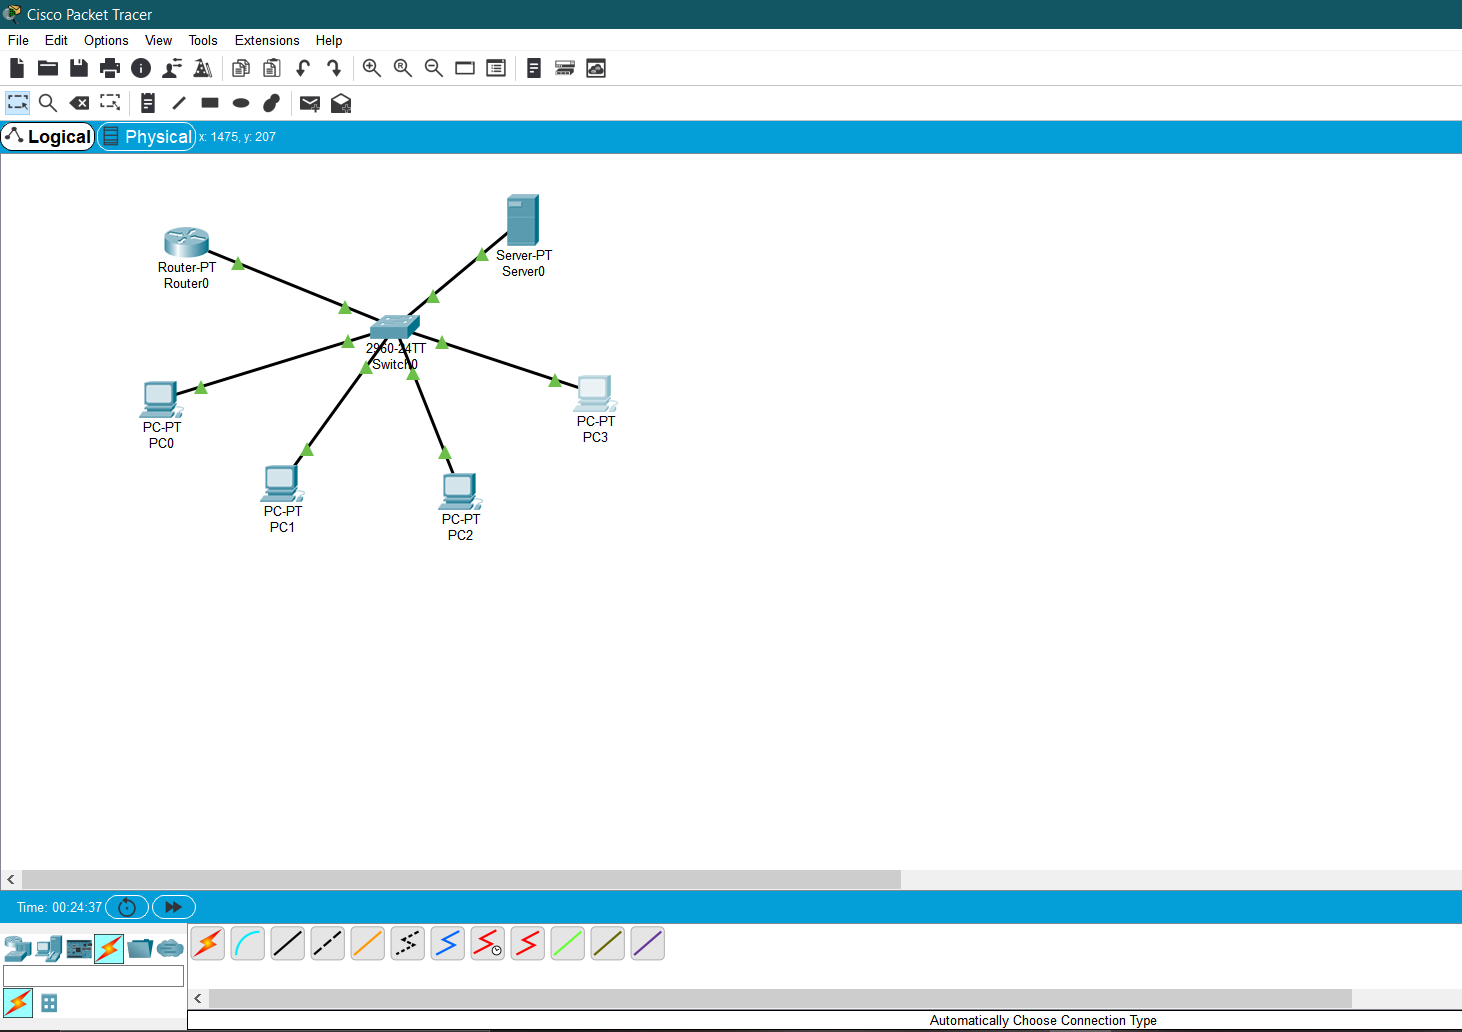 Cisco Packet Tracer
File Edit Options View Tools Extensions Help
Logical Physical x: 1475, y: 207
Server-PT
Server0
Router-PT
Router0
2960-24TT
Switch0
PC-PT
PC0
PC-PT
PC3
PC-PT
PC1
PC-PT
PC2
Time: 00:24:37
Automatically Choose Connection Type